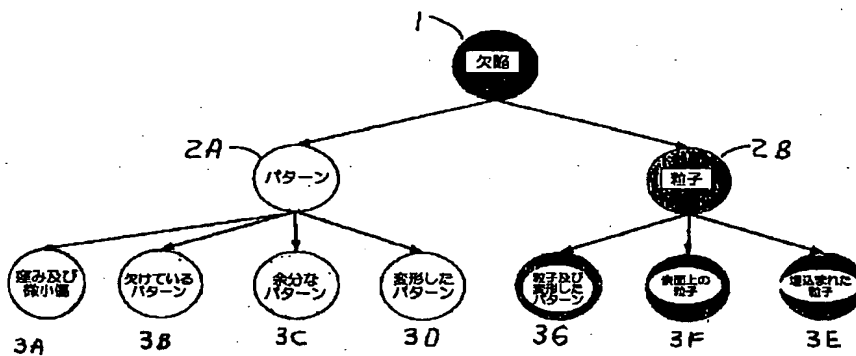 1
欠陥
2A
パターン
2B
粒子
窪み及び
微小傷
欠けている
パターン
余分な
パターン
変形した
パターン
粒子及び
変形した
パターン
表面上の
粒子
埋込まれた
粒子
3A
3B
3C
3D
3G
3F
3E